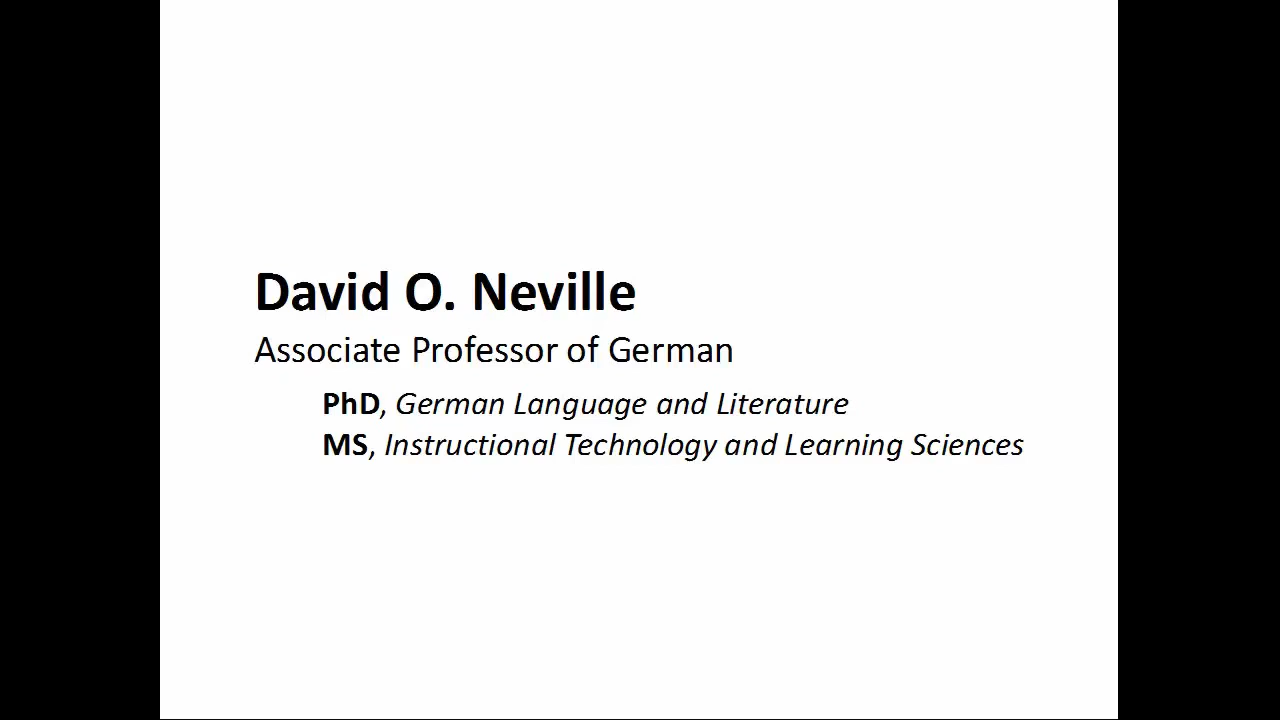 David O. Neville
Associate Professor of German
PhD, German Language and Literature
MS, Instructional Technology and Learning Sciences